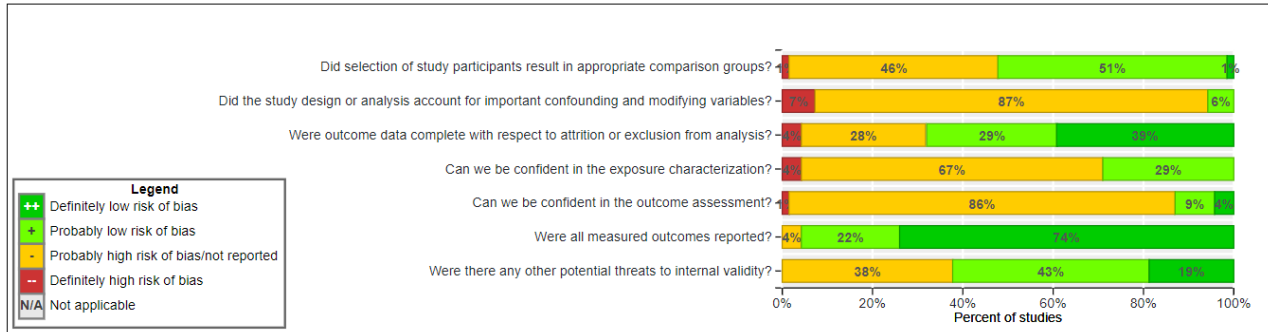 Did selection of study participants result in appropriate comparison groups? 1% 46% 51% 1%
Did the study design or analysis account for important confounding and modifying variables? 7% 87% 6%
Were outcome data complete with respect to attrition or exclusion from analysis? 4% 28% 29% 39%
Can we be confident in the exposure characterization? 4% 67% 29%
Can we be confident in the outcome assessment? 1% 86% 9% 4%
Were all measured outcomes reported? 4% 22% 74%
Were there any other potential threats to internal validity? 38% 43% 19%
0% 20% 40% 60% 80% 100%
Percent of studies
Legend
++ Definitely low risk of bias
+ Probably low risk of bias
- Probably high risk of bias/not reported
-- Definitely high risk of bias
N/A Not applicable